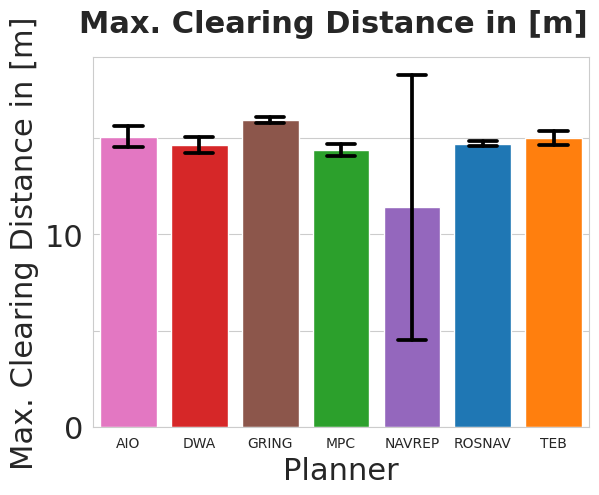 Max. Clearing Distance in [m]
Max. Clearing Distance in [m]
10
0
AIO DWA GRING MPC NAVREP ROSNAV TEB
Planner